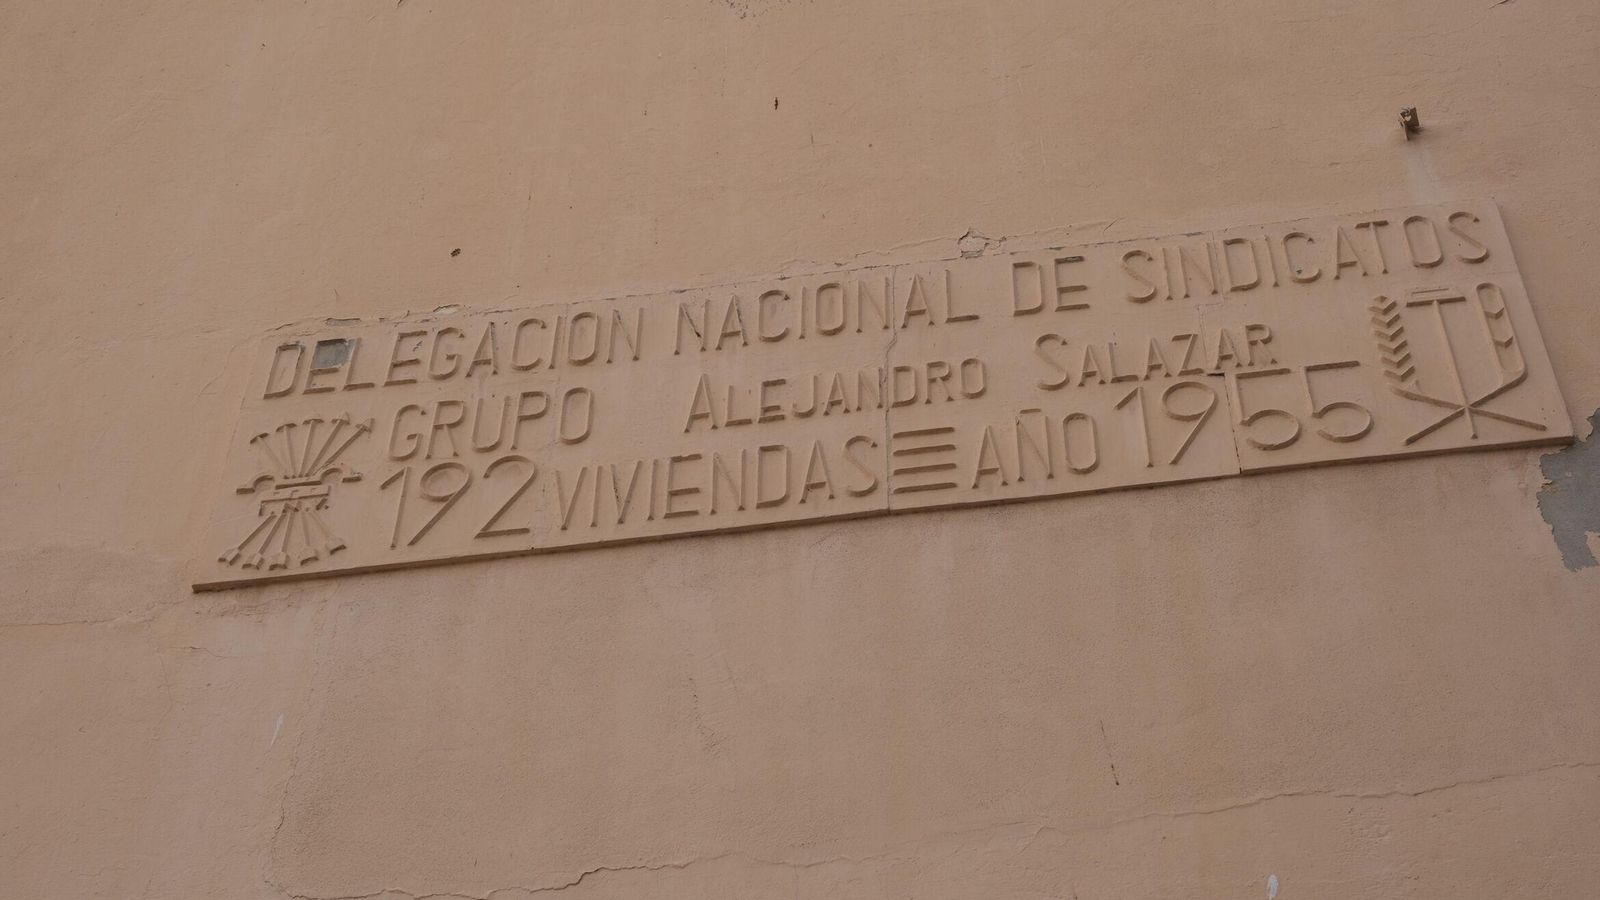 DELEGACION NACIONAL DE SINDICATOS
GRUPO ALEJANDRO SALAZAR
192 VIVIENDAS AÑO 1955